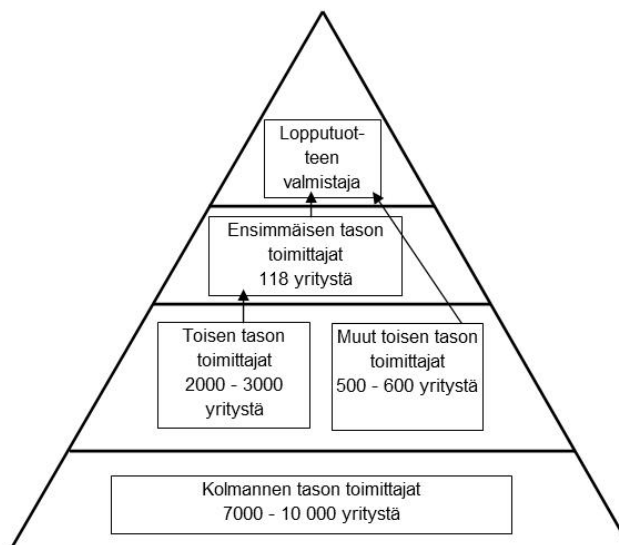 Lopputuot-
teen
valmistaja
Ensimmäisen tason
toimittajat
118 yritystä
Toisen tason
toimittajat
2000 - 3000
yritystä
Muut toisen tason
toimittajat
500 - 600 yritystä
Kolmannen tason toimittajat
7000 - 10 000 yritystä